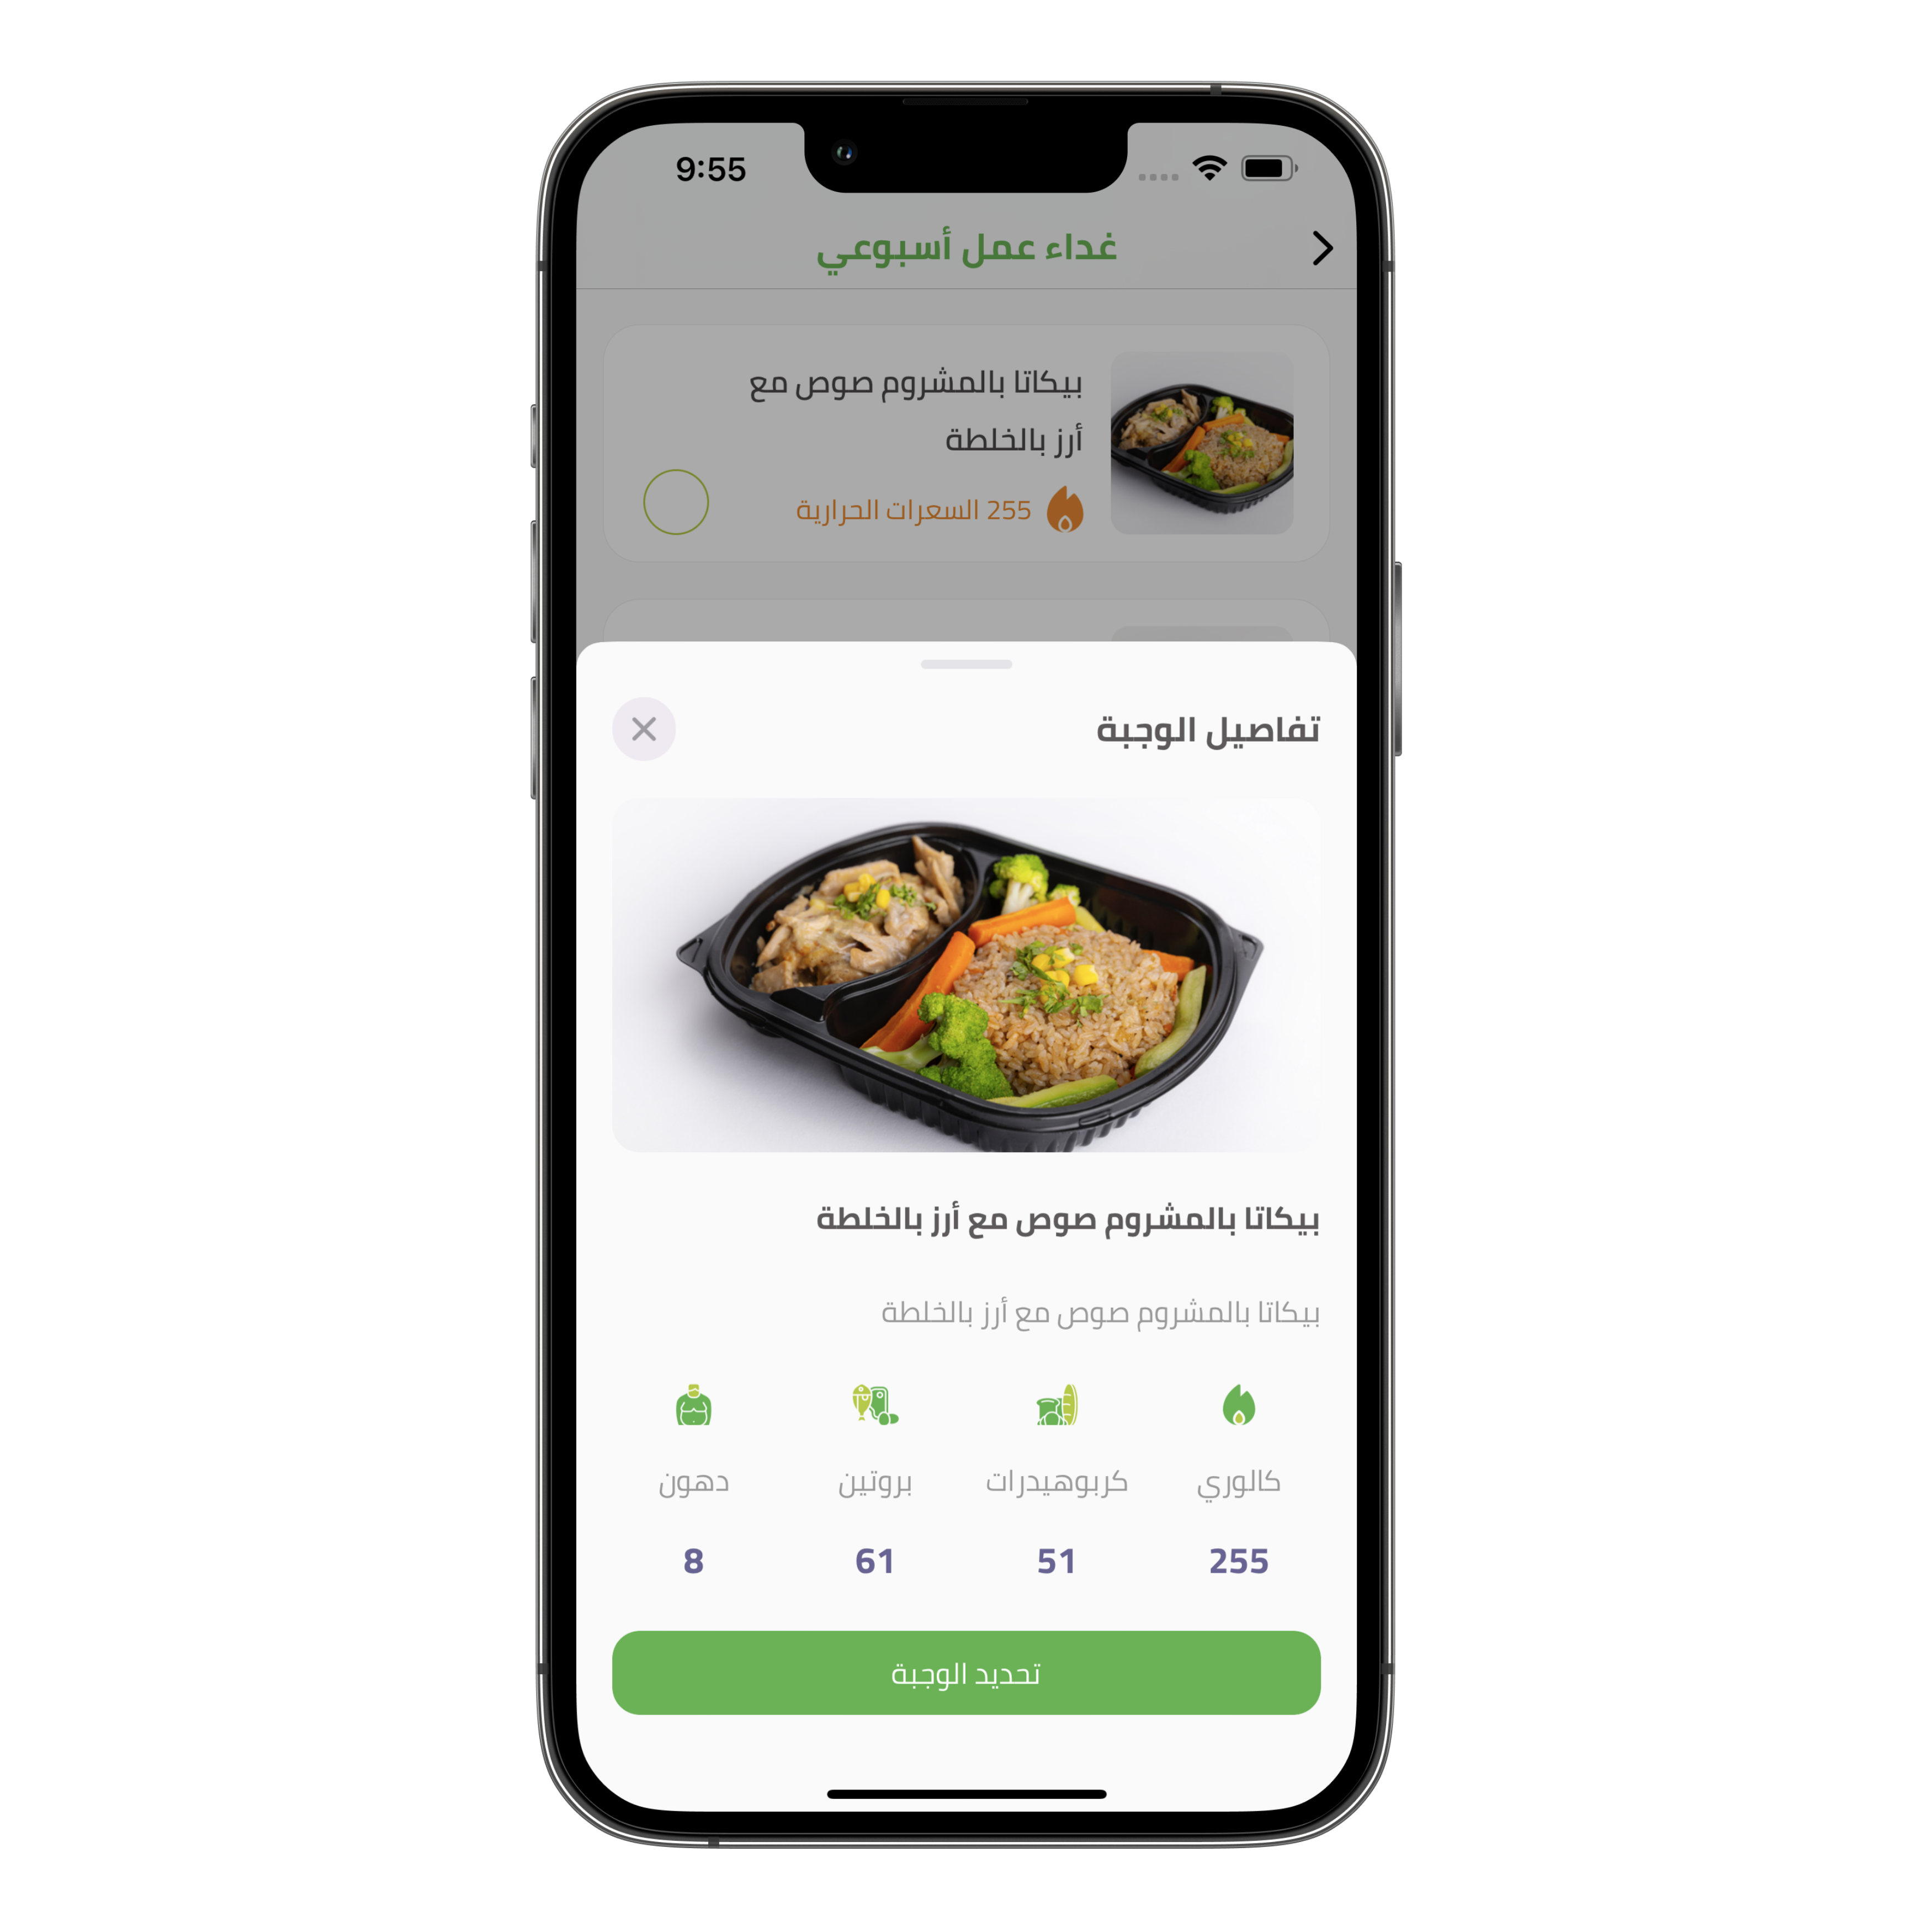 9:55
غداء عمل أسبوعي
بيكاتا بالمشروم صوص مع
أرز بالخلطة
255 السعرات الحرارية
تفاصيل الوجبة
بيكاتا بالمشروم صوص مع أرز بالخلطة
بيكاتا بالمشروم صوص مع أرز بالخلطة
كالوري كربوهيدرات بروتين دهون
255 51 61 8
تحديد الوجبة